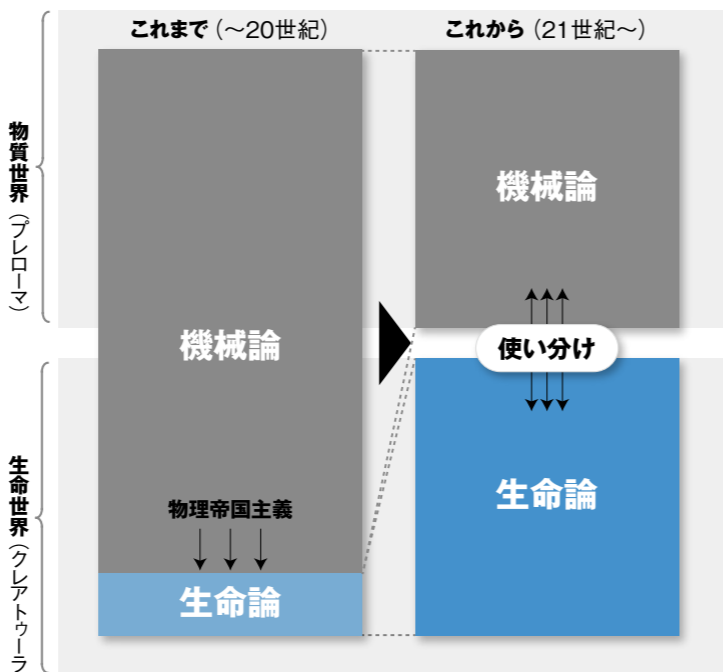 これまで（〜20世紀）
これから（21世紀〜）
物質世界（プレローマ）
生命世界（クレアトゥーラ
機械論
物理帝国主義
生命論
機械論
使い分け
生命論